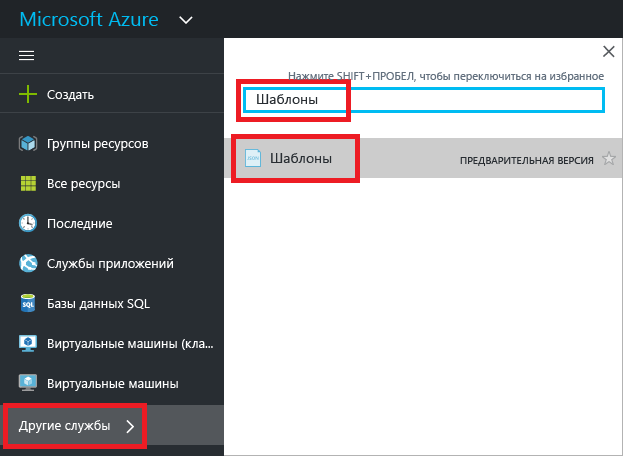 Microsoft Azure
Нажмите SHIFT+ПРОБЕЛ, чтобы переключиться на избранное
Шаблоны
Шаблоны
ПРЕДВАРИТЕЛЬНАЯ ВЕРСИЯ
Создать
Группы ресурсов
Все ресурсы
Последние
Службы приложений
SQL
Базы данных SQL
Виртуальные машины (кла...
Виртуальные машины
Другие службы